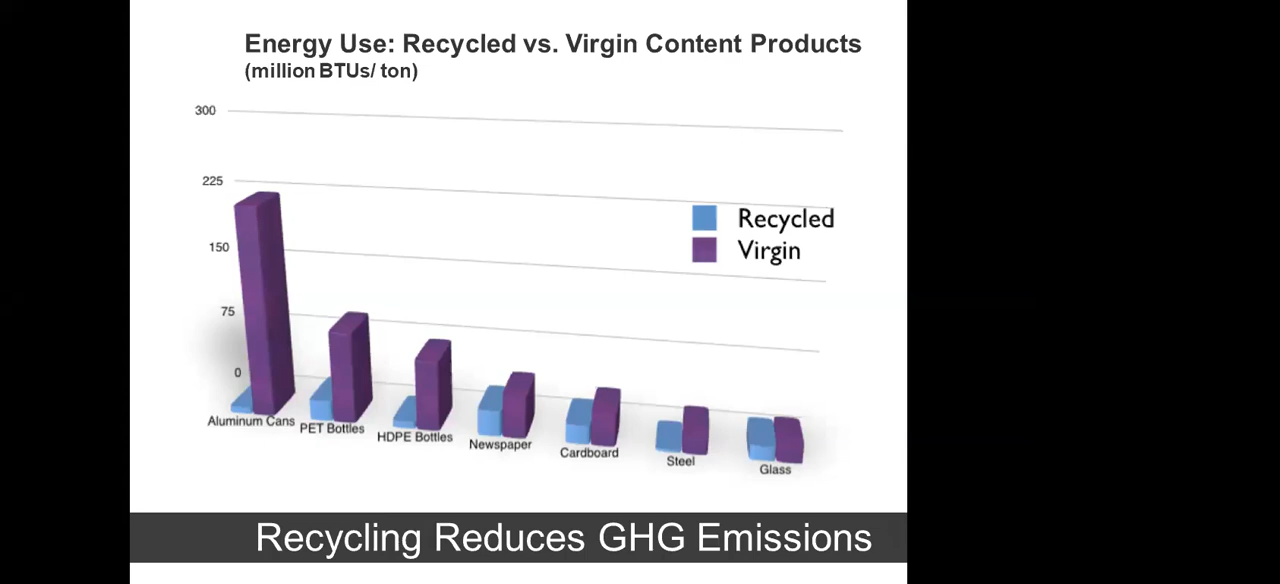 Energy Use: Recycled vs. Virgin Content Products
(million BTUs/ ton)
300
225
150
75
0
Recycled
Virgin
Aluminum Cans
PET Bottles
HDPE Bottles
Newspaper
Cardboard
Steel
Glass
Recycling Reduces GHG Emissions